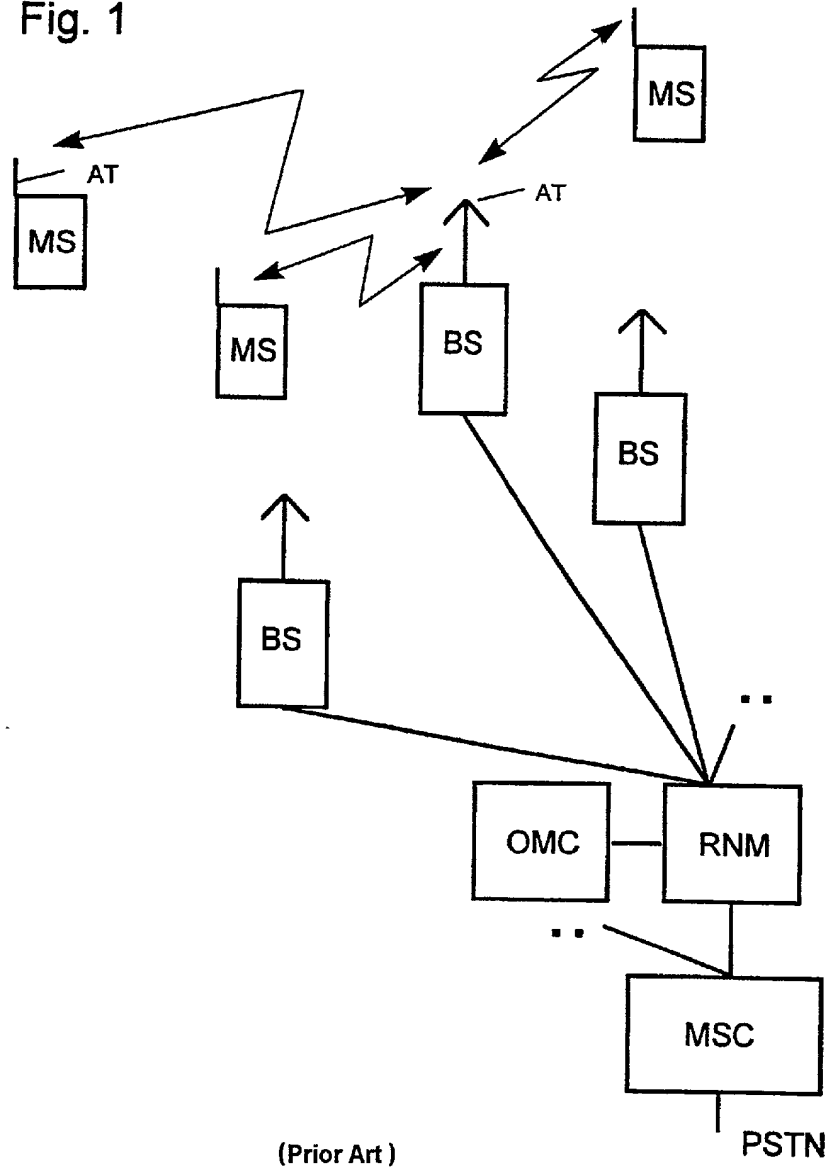 Fig. 1
MS
AT
MS
AT
MS
BS
BS
BS
OMC
RNM
MSC
PSTN
(Prior Art )